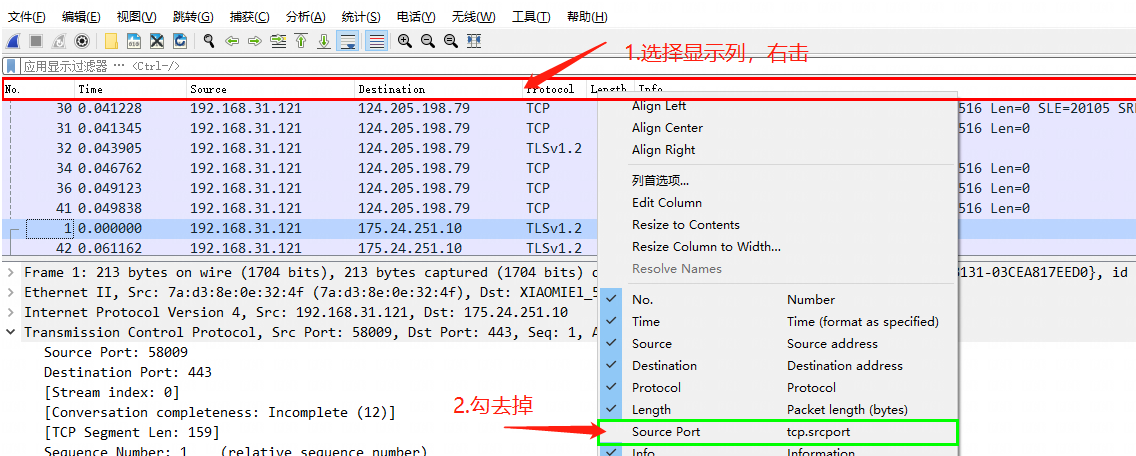 文件(F) 编辑(E) 视图(V) 跳转(G) 捕获(C) 分析(A) 统计(S) 电话(Y) 无线(W) 工具(T) 帮助(H)
应用显示过滤器 … <Ctrl-/>
1.选择显示列，右击
No. Time Source Destination Protocol Length Info
30 0.041228 192.168.31.121 124.205.198.79 TCP 516 Len=0 SLE=20105 SR
31 0.041345 192.168.31.121 124.205.198.79 TCP 516 Len=0
32 0.043905 192.168.31.121 124.205.198.79 TLSv1.2
34 0.046762 192.168.31.121 124.205.198.79 TCP 516 Len=0
36 0.049123 192.168.31.121 124.205.198.79 TCP 516 Len=0
41 0.049838 192.168.31.121 124.205.198.79 TCP 516 Len=0
1 0.000000 192.168.31.121 175.24.251.10 TLSv1.2
42 0.061162 192.168.31.121 175.24.251.10 TLSv1.2
Frame 1: 213 bytes on wire (1704 bits), 213 bytes captured (1704 bits) 8131-03CEA817EED0}, id
Ethernet II, Src: 7a:d3:8e:0e:32:4f (7a:d3:8e:0e:32:4f), Dst: XIAOMIEl_5
Internet Protocol Version 4, Src: 192.168.31.121, Dst: 175.24.251.10
Transmission Control Protocol, Src Port: 58009, Dst Port: 443, Seq: 1, A
Source Port: 58009
Destination Port: 443
[Stream index: 0]
[Conversation completeness: Incomplete (12)]
[TCP Segment Len: 159]
Sequence Number: 1 (relative sequence number)
Align Left
Align Center
Align Right
列首选项...
Edit Column
Resize to Contents
Resize Column to Width...
Resolve Names
No. Number
Time Time (format as specified)
Source Source address
Destination Destination address
Protocol Protocol
Length Packet length (bytes)
Source Port tcp.srcport
Info Information
2.勾去掉